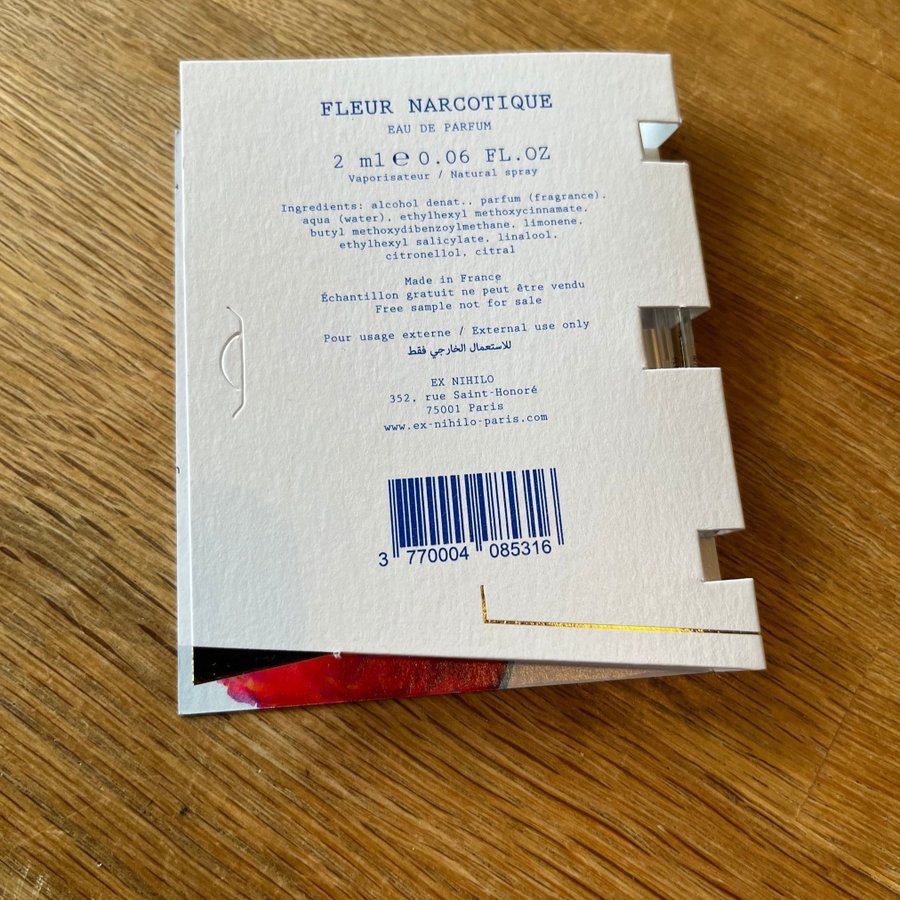 FLEUR NARCOTIQUE
EAU DE PARFUM
2 ml ℮ 0.06 FL.OZ
Vaporisateur / Natural spray
Ingredients: alcohol denat., parfum (fragrance),
aqua (water), ethylhexyl methoxycinnamate,
butyl methoxydibenzoylmethane, limonene,
ethylhexyl salicylate, linalool,
citronellol, citral
Made in France
Échantillon gratuit ne peut être vendu
Free sample not for sale
Pour usage externe / External use only
للاستعمال الخارجي فقط
EX NIHILO
352, rue Saint-Honoré
75001 Paris
www.ex-nihilo-paris.com
3 770004 085316